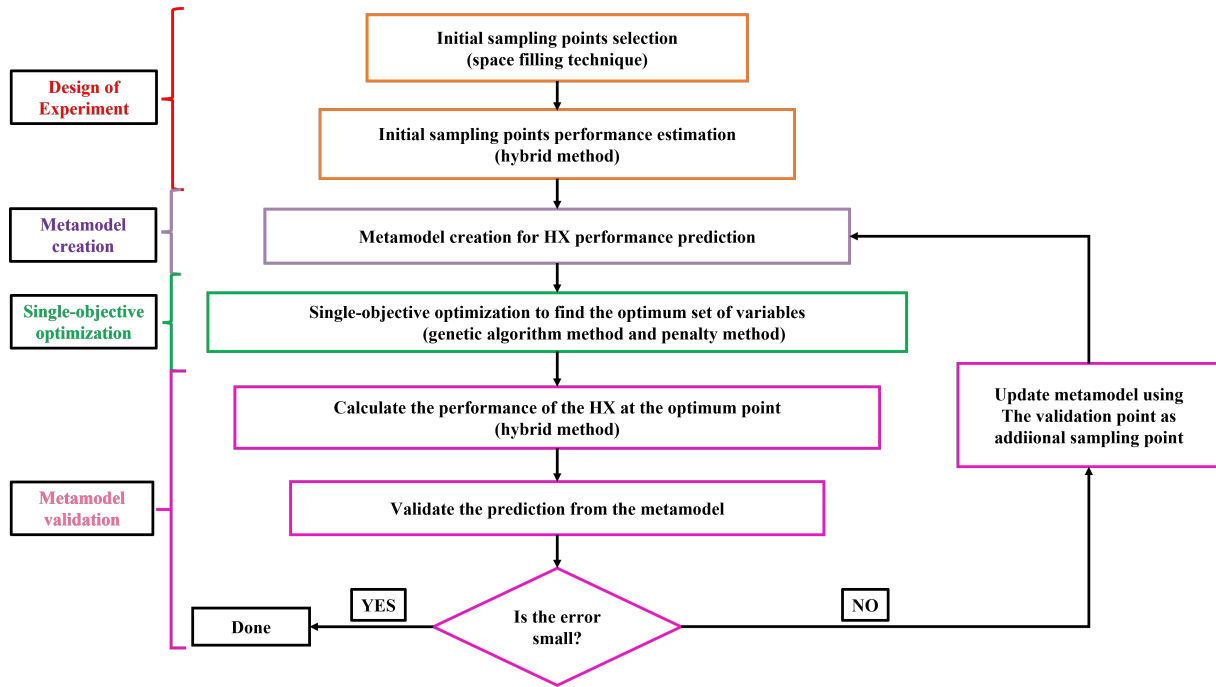 Initial sampling points selection
(space filling technique)
Design of
Experiment
Initial sampling points performance estimation
(hybrid method)
Metamodel
creation
Metamodel creation for HX performance prediction
Single-objective
optimization
Single-objective optimization to find the optimum set of variables
(genetic algorithm method and penalty method)
Calculate the performance of the HX at the optimum point
(hybrid method)
Update metamodel using
The validation point as
addiional sampling point
Metamodel
validation
Validate the prediction from the metamodel
Is the error
small?
YES
NO
Done